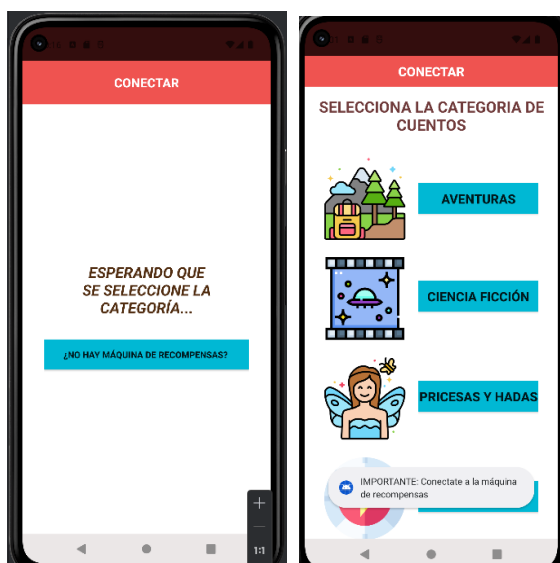 CONECTAR
ESPERANDO QUE
SE SELECCIONE LA
CATEGORÍA...
¿NO HAY MÁQUINA DE RECOMPENSAS?
1:1
CONECTAR
SELECCIONA LA CATEGORIA DE
CUENTOS
AVENTURAS
CIENCIA FICCIÓN
PRICESAS Y HADAS
IMPORTANTE: Conectate a la máquina
de recompensas